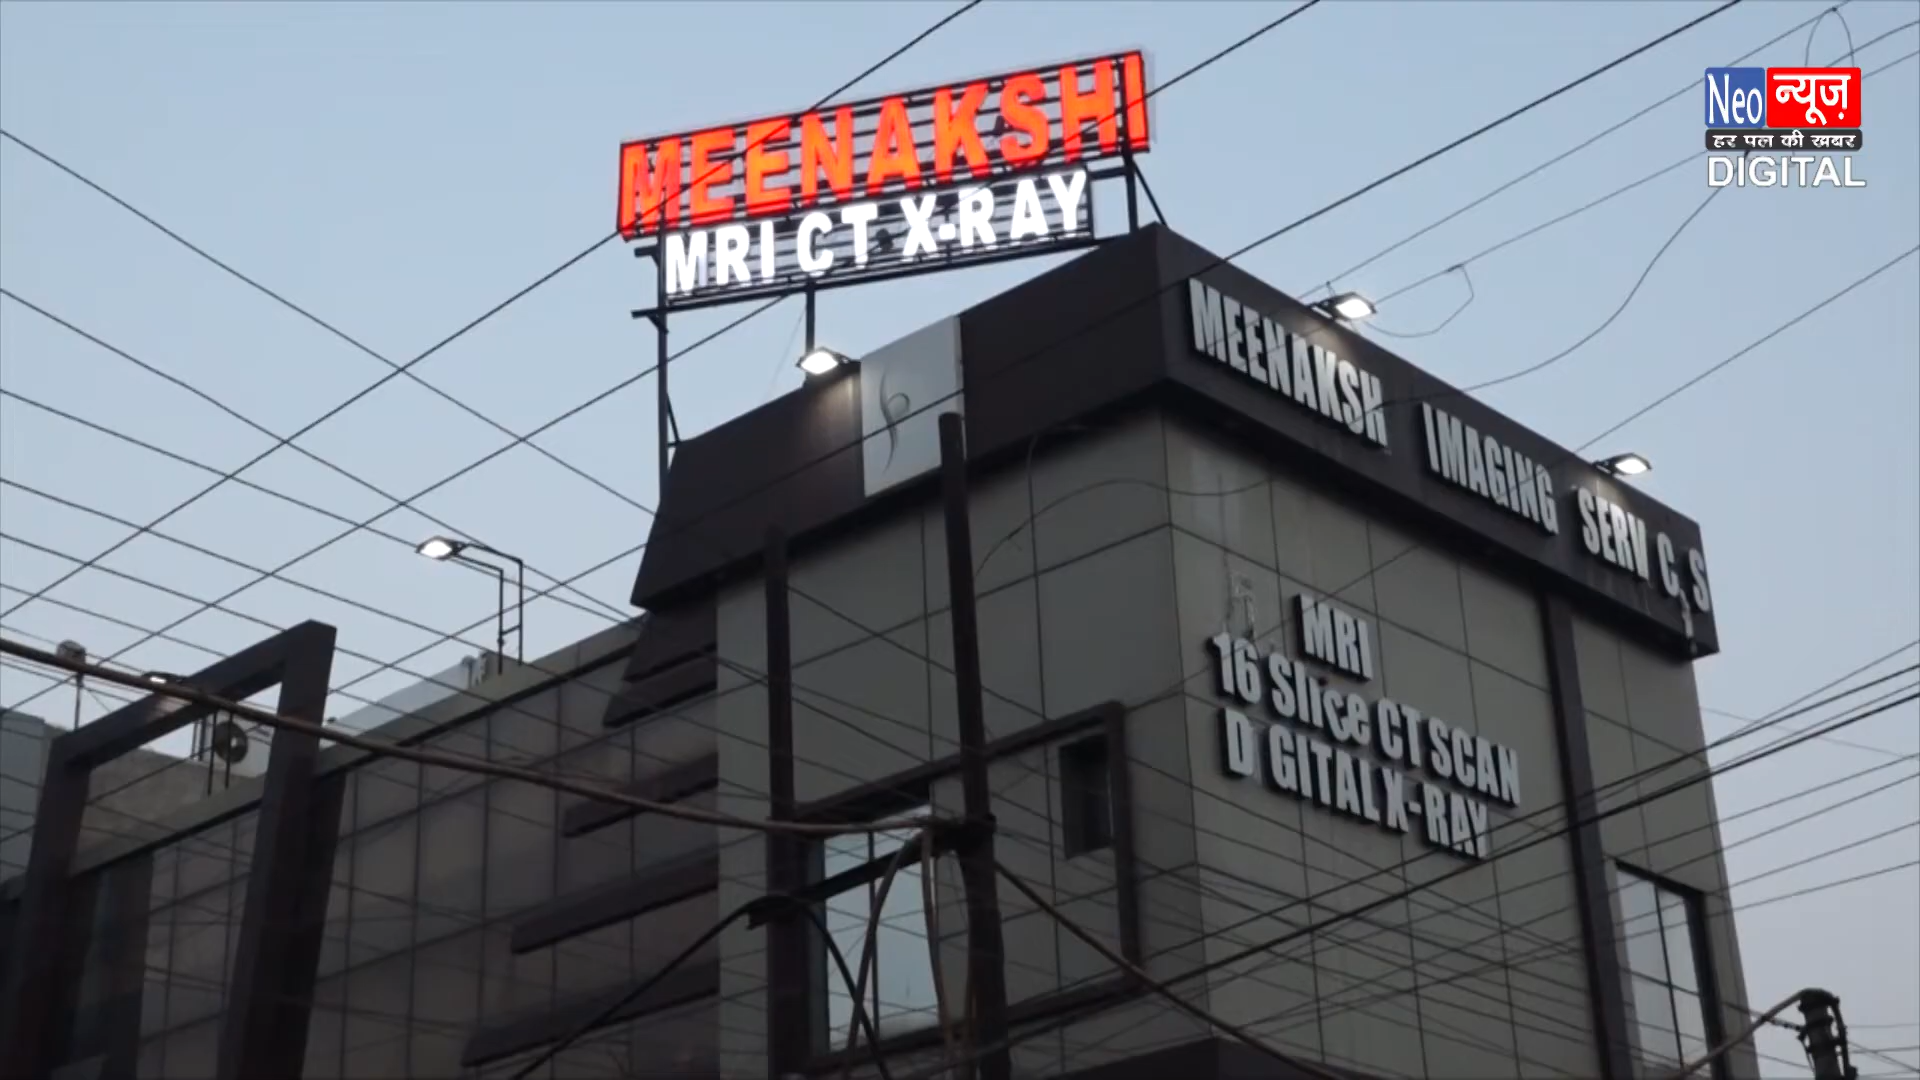 MEENAKSHI
MRI CT X-RAY
Neo न्यूज़
हर पल की खबर
DIGITAL
MEENAKSH IMAGING SERV C S
MRI
16 Slice CT SCAN
D GITAL X-RAY